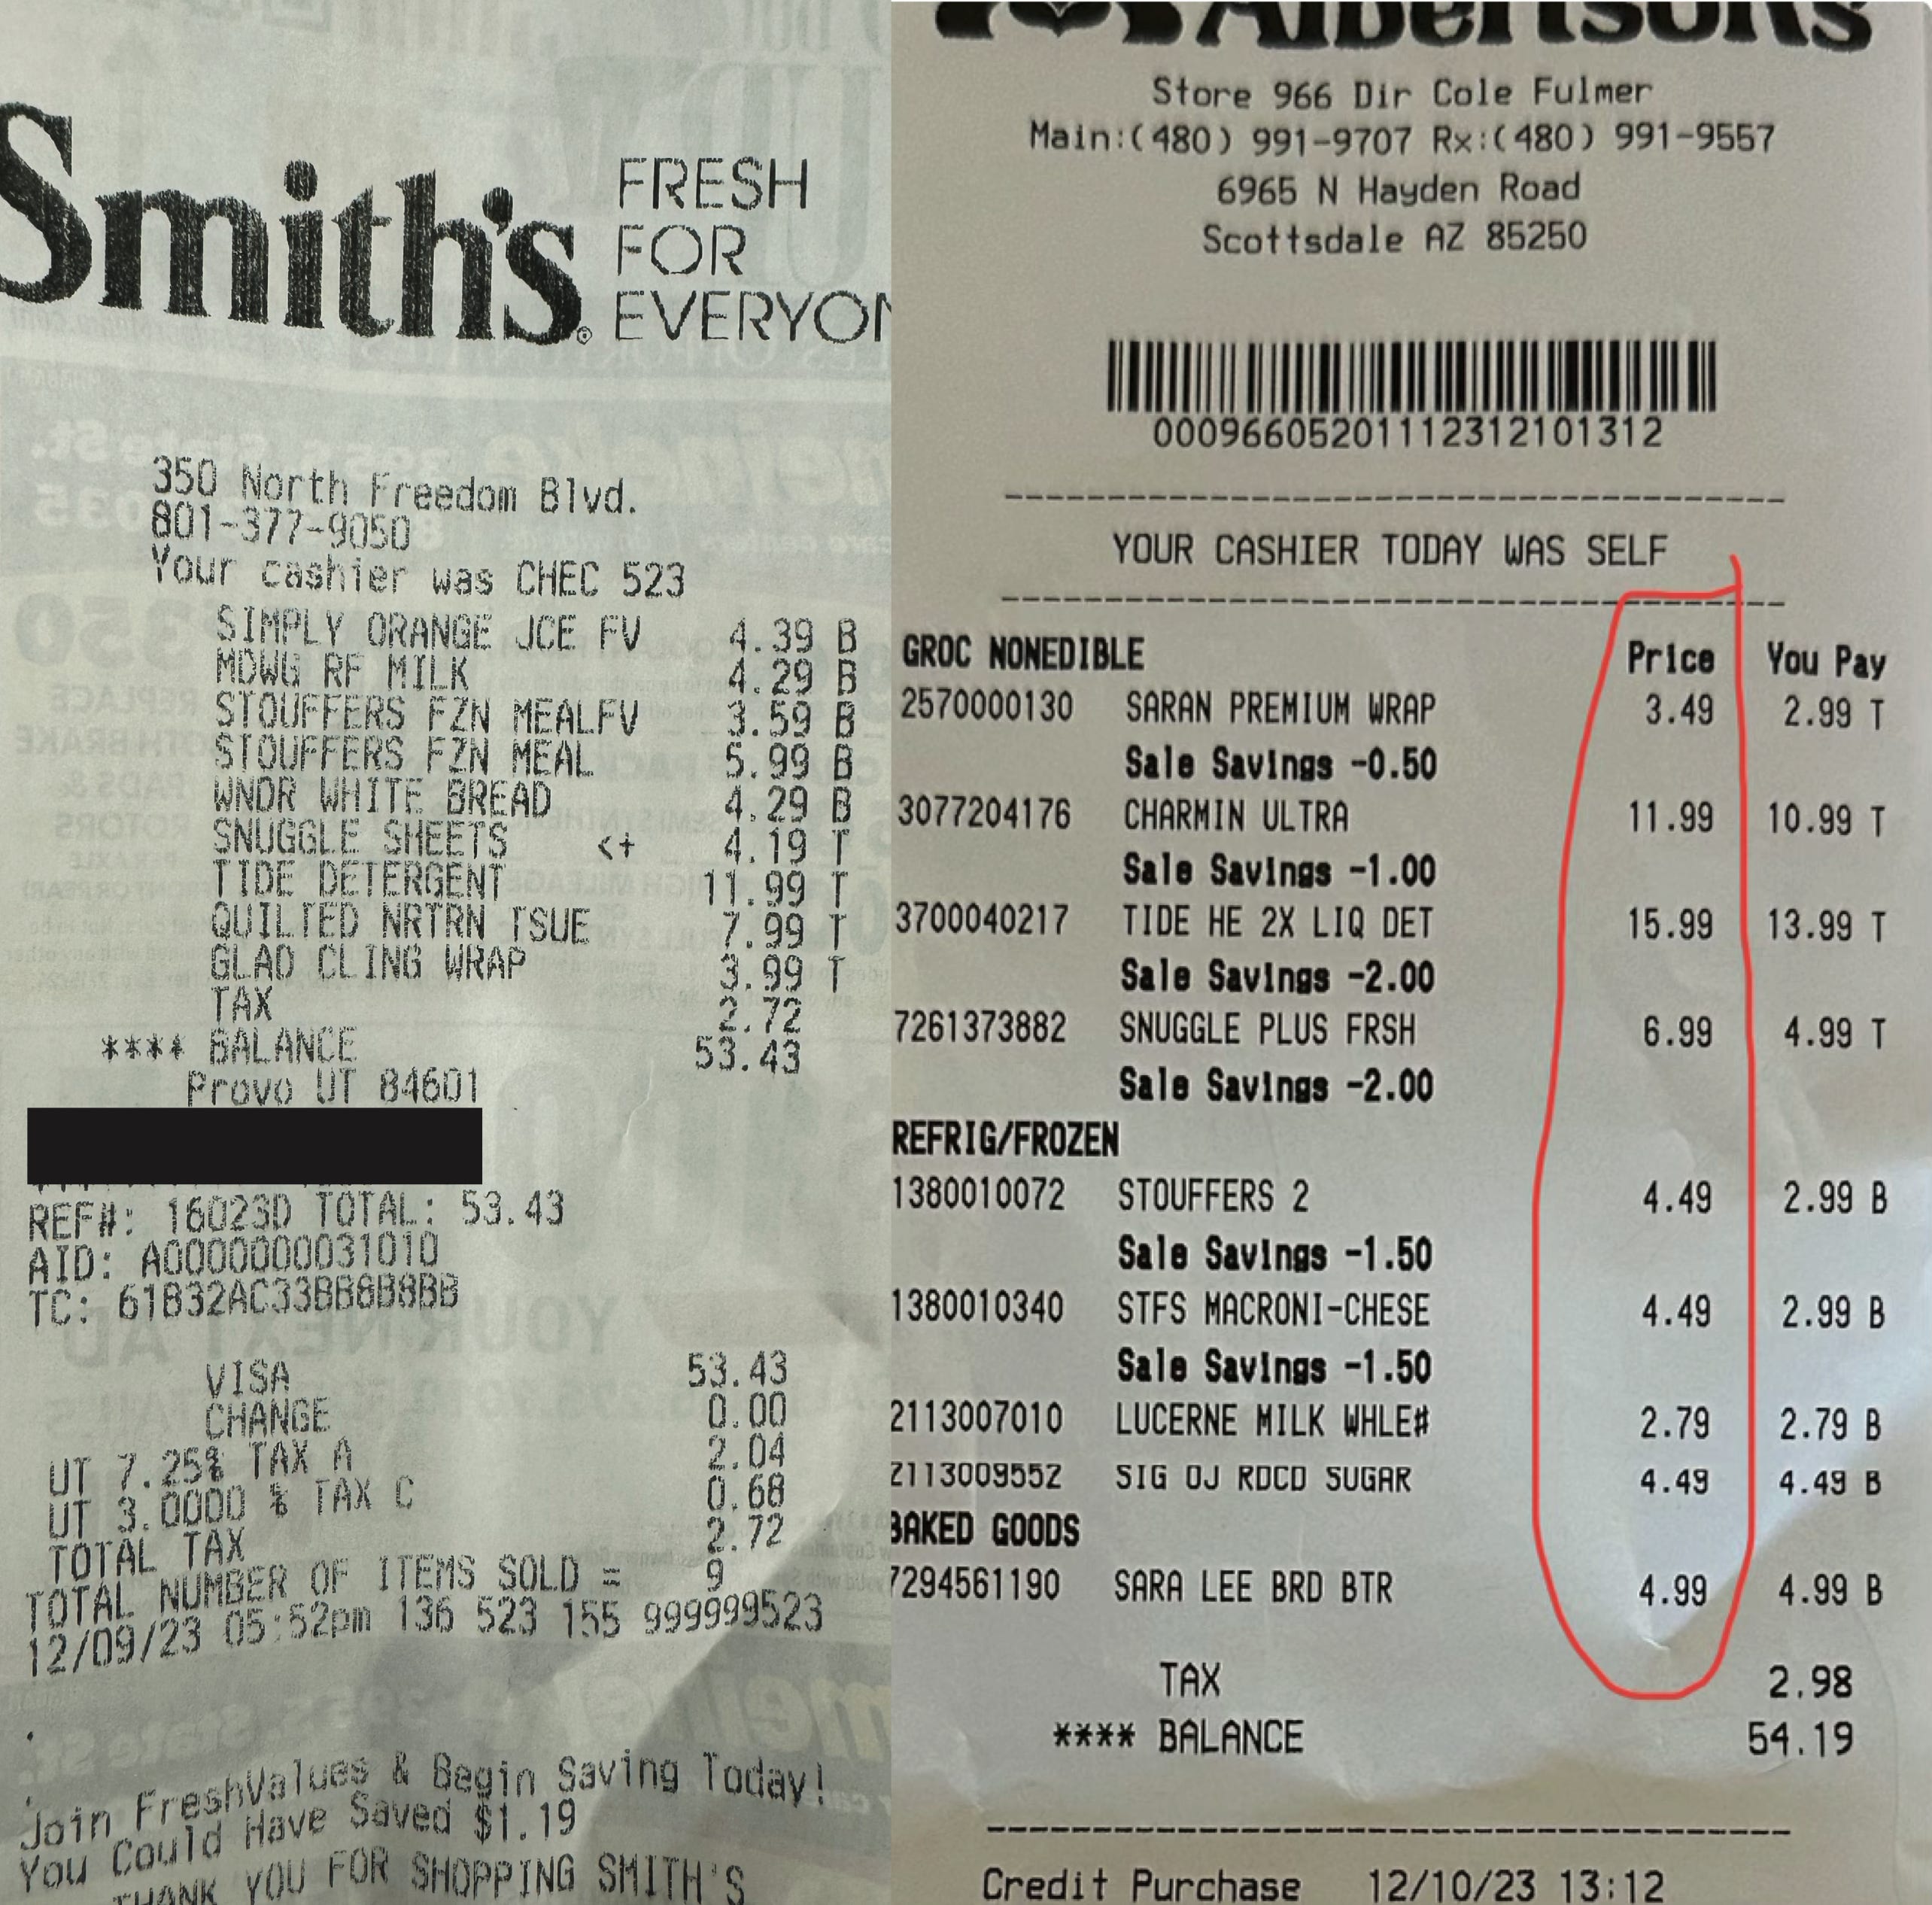 Smith's
FRESH
FOR
350 North Freedom Blvd.
801-377-9050
Your cashier was CHEC 523
SIMPLY ORANGE JCE FV 4.39 B
MDWG RF MILK 4.29 B
STOUFFERS FZN MEALFV 3.59 B
STOUFFERS FZN MEAL 5.99 B
WNDR WHITE BREAD 4.29 B
SNUGGLE SHEETS <+ 4.19 T
TIDE DETERGENT 11.99 T
QUILTED NRTRN TSUE 7.99 T
GLAD CLING WRAP 3.99 T
TAX 2.72
**** BALANCE 53.43
Provo UT 84601
REF#: 16023D TOTAL: 53.43
AID: A0000000031010
TC: 61B32AC33BB8B8BB
VISA 53.43
CHANGE 0.00
UT 7.25% TAX A 2.04
UT 3.0000 % TAX C 0.68
TOTAL TAX 2.72
TOTAL NUMBER OF ITEMS SOLD = 9
12/09/23 05:52pm 136 523 155 999999523
Join FreshValues & Begin Saving Today!
You Could Have Saved $1.19
THANK YOU FOR SHOPPING SMITH'S
Albertsons
Store 966 Dir Cole Fulmer
Main:(480) 991-9707 Rx:(480) 991-9557
6965 N Hayden Road
Scottsdale AZ 85250
00096605201112312101312
YOUR CASHIER TODAY WAS SELF
GROC NONEDIBLE Price You Pay
2570000130 SARAN PREMIUM WRAP 3.49 2.99 T
Sale Savings -0.50
3077204176 CHARMIN ULTRA 11.99 10.99 T
Sale Savings -1.00
3700040217 TIDE HE 2X LIQ DET 15.99 13.99 T
Sale Savings -2.00
7261373882 SNUGGLE PLUS FRSH 6.99 4.99 T
Sale Savings -2.00
REFRIG/FROZEN
1380010072 STOUFFERS 2 4.49 2.99 B
Sale Savings -1.50
1380010340 STFS MACRONI-CHESE 4.49 2.99 B
Sale Savings -1.50
2113007010 LUCERNE MILK WHLE# 2.79 2.79 B
2113009552 SIG OJ RDCD SUGAR 4.49 4.49 B
BAKED GOODS
7294561190 SARA LEE BRD BTR 4.99 4.99 B
TAX 2.98
**** BALANCE 54.19
Credit Purchase 12/10/23 13:12